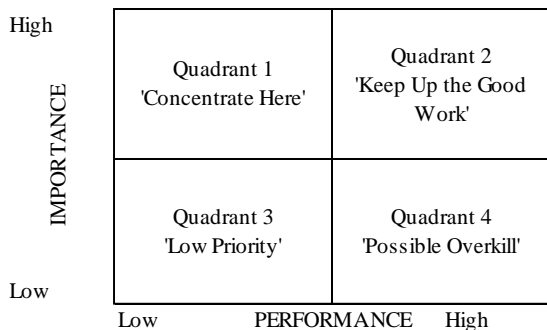 High
Quadrant 1
'Concentrate Here'
Quadrant 2
'Keep Up the Good
Work'
IMPORTANCE
Quadrant 3
'Low Priority'
Quadrant 4
'Possible Overkill'
Low
Low PERFORMANCE High